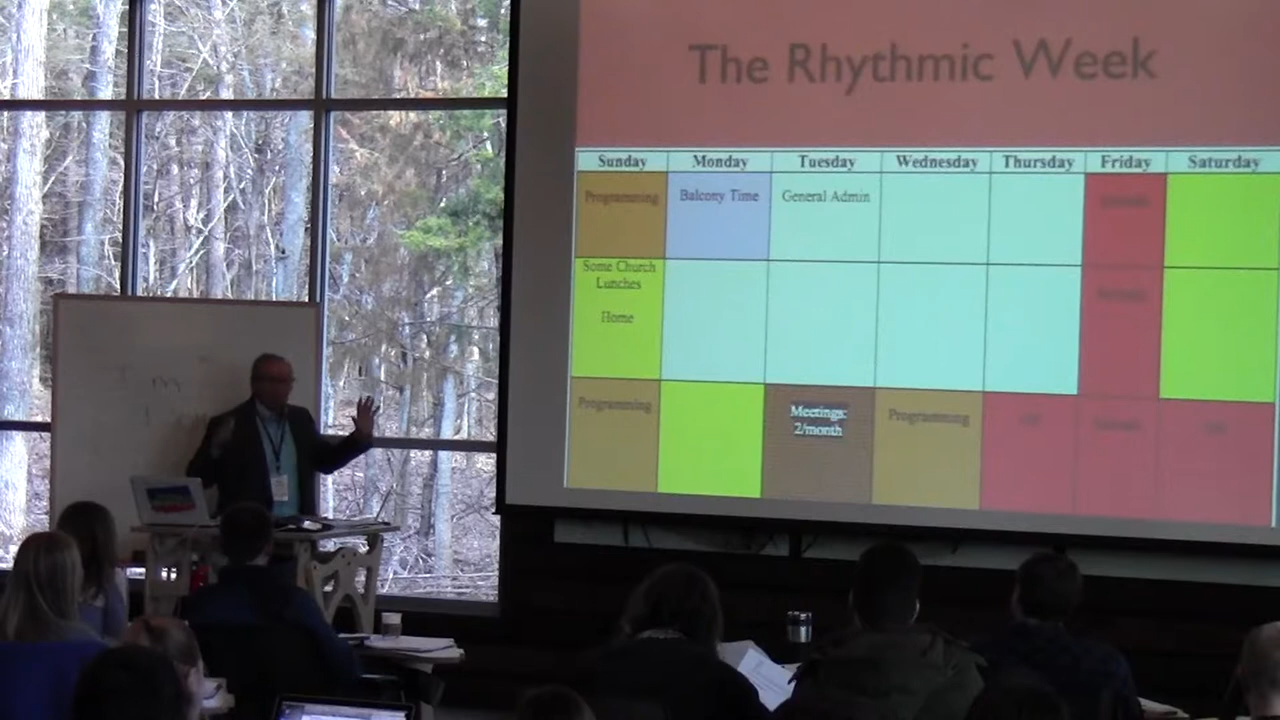 The Rhythmic Week
Sunday Monday Tuesday Wednesday Thursday Friday Saturday
Programming Balcony Time General Admin
Some Church
Lunches
Home
Programming Meetings: Programming
2/month